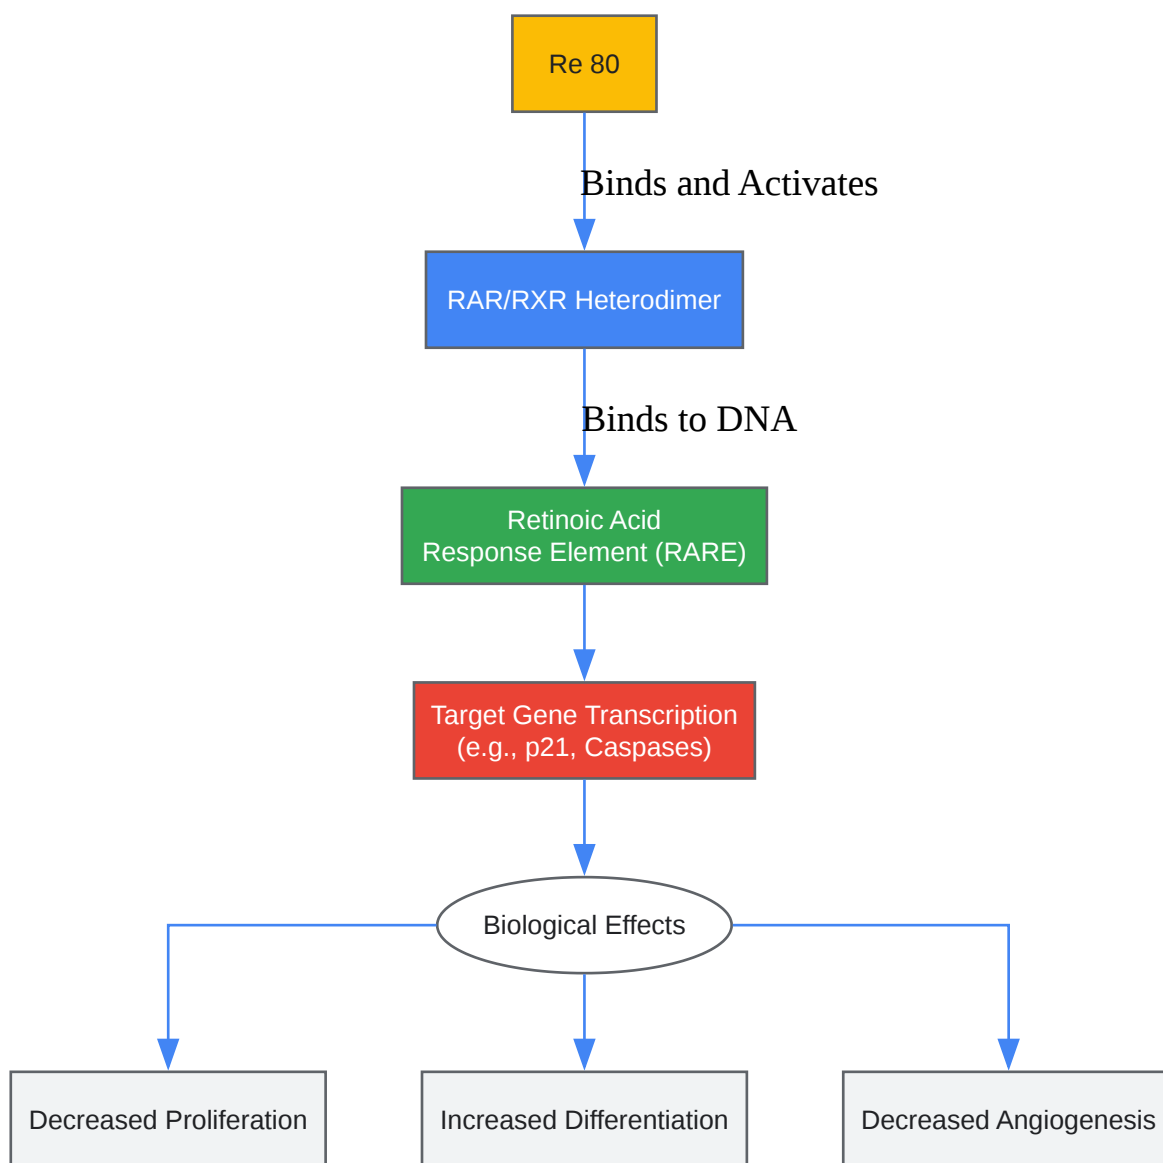 Re 80
Binds and Activates
RAR/RXR Heterodimer
Binds to DNA
Retinoic Acid
Response Element (RARE)
Target Gene Transcription
(e.g., p21, Caspases)
Biological Effects
Decreased Proliferation
Increased Differentiation
Decreased Angiogenesis